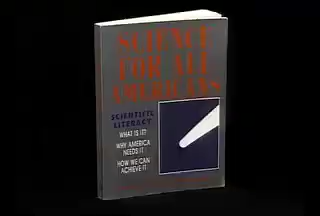 SCIENCE
FOR ALL
AMERICANS
SCIENTIFIC
LITERACY
WHAT IS IT?
WHY AMERICA
NEEDS IT
HOW WE CAN
ACHIEVE IT